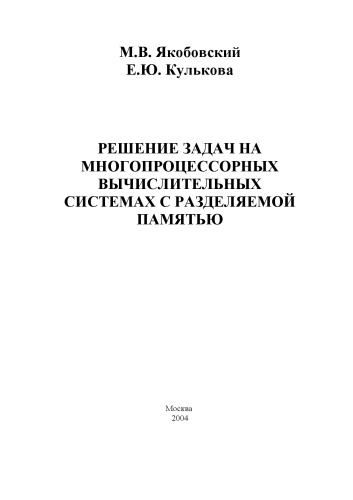 М.В. Якобовский
Е.Ю. Кулькова
РЕШЕНИЕ ЗАДАЧ НА
МНОГОПРОЦЕССОРНЫХ
ВЫЧИСЛИТЕЛЬНЫХ
СИСТЕМАХ С РАЗДЕЛЯЕМОЙ
ПАМЯТЬЮ
Москва
2004